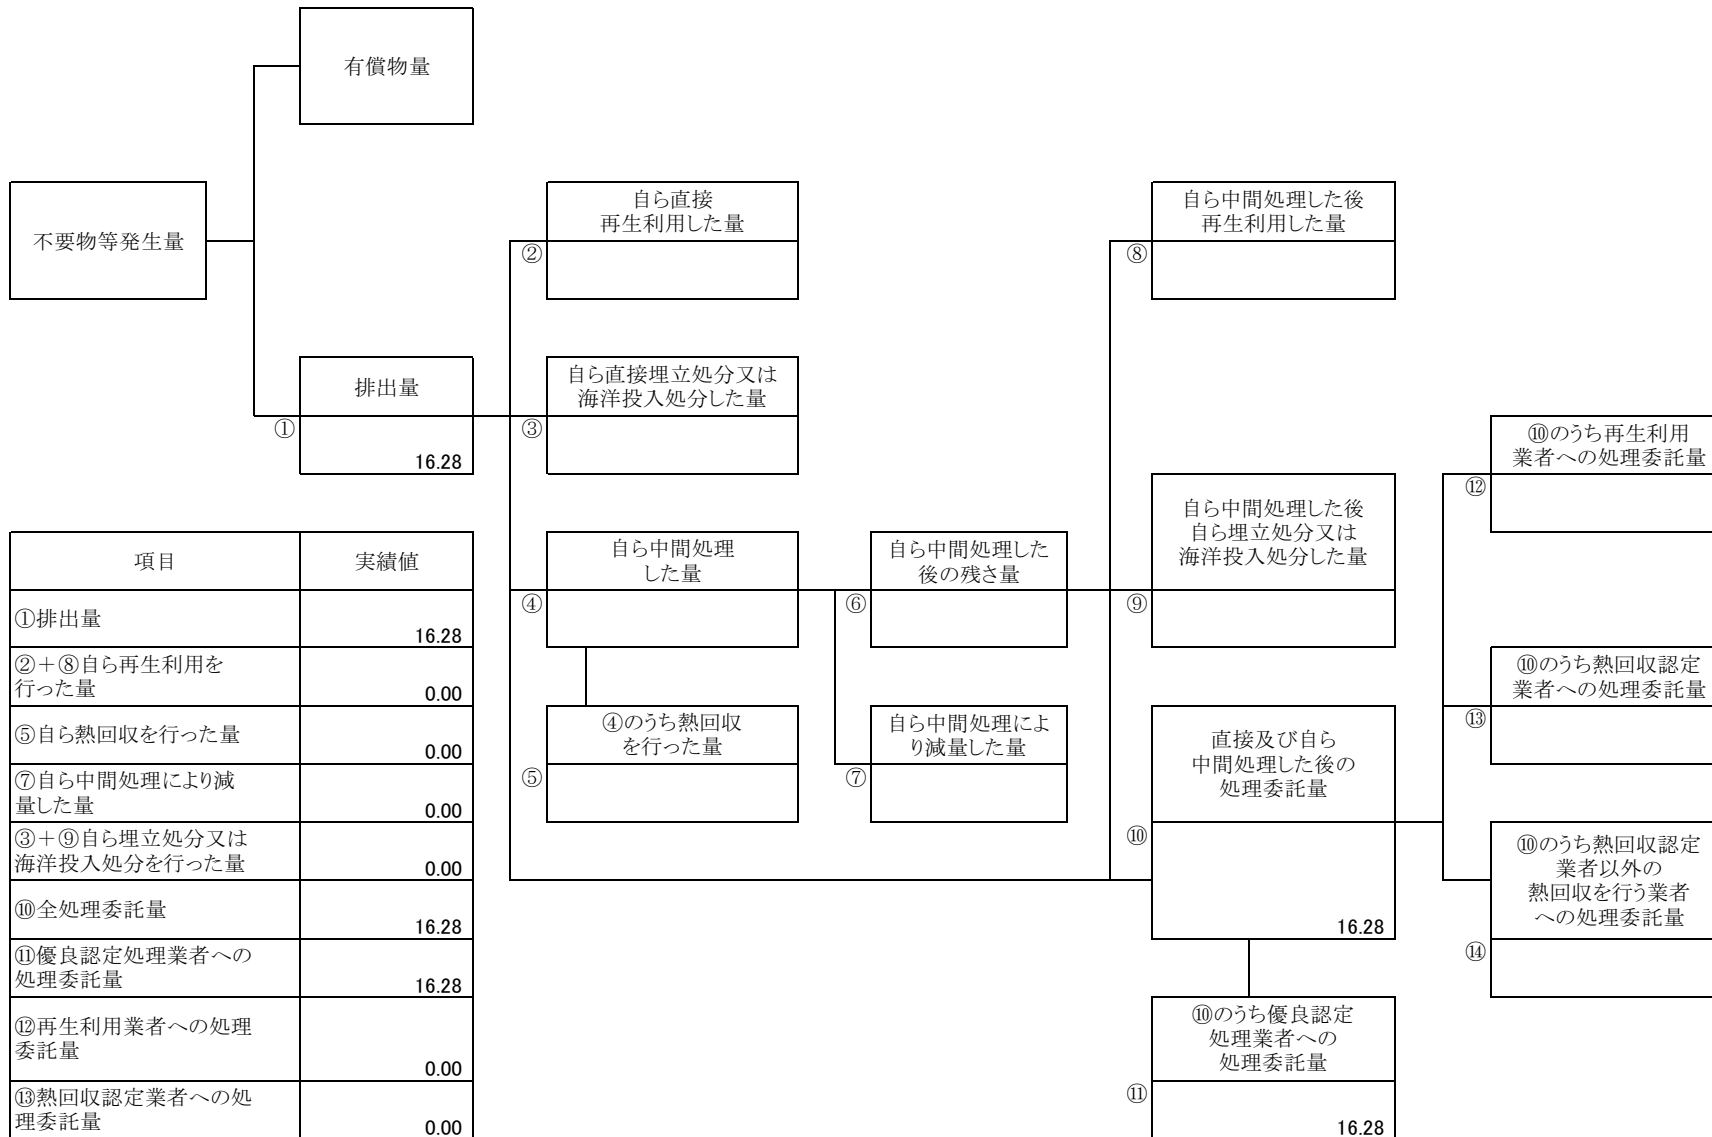 有償物量
不要物等発生量
自ら直接
再生利用した量
②
自ら中間処理した後
再生利用した量
⑧
排出量
①
16.28
自ら直接埋立処分又は
海洋投入処分した量
③
⑩のうち再生利用
業者への処理委託量
⑫
自ら中間処理した後
自ら埋立処分又は
海洋投入処分した量
⑨
自ら中間処理
した量
④
自ら中間処理した
後の残さ量
⑥
⑩のうち熱回収認定
業者への処理委託量
⑬
④のうち熱回収
を行った量
⑤
自ら中間処理によ
り減量した量
⑦
直接及び自ら
中間処理した後の
処理委託量
⑩
16.28
⑩のうち熱回収認定
業者以外の
熱回収を行う業者
への処理委託量
⑭
⑩のうち優良認定
処理業者への
処理委託量
⑪
16.28
項目 実績値
①排出量
16.28
②+⑧自ら再生利用を
行った量
0.00
⑤自ら熱回収を行った量
0.00
⑦自ら中間処理により減
量した量
0.00
③+⑨自ら埋立処分又は
海洋投入処分を行った量
0.00
⑩全処理委託量
16.28
⑪優良認定処理業者への
処理委託量
16.28
⑫再生利用業者への処理
委託量
0.00
⑬熱回収認定業者への処
理委託量
0.00